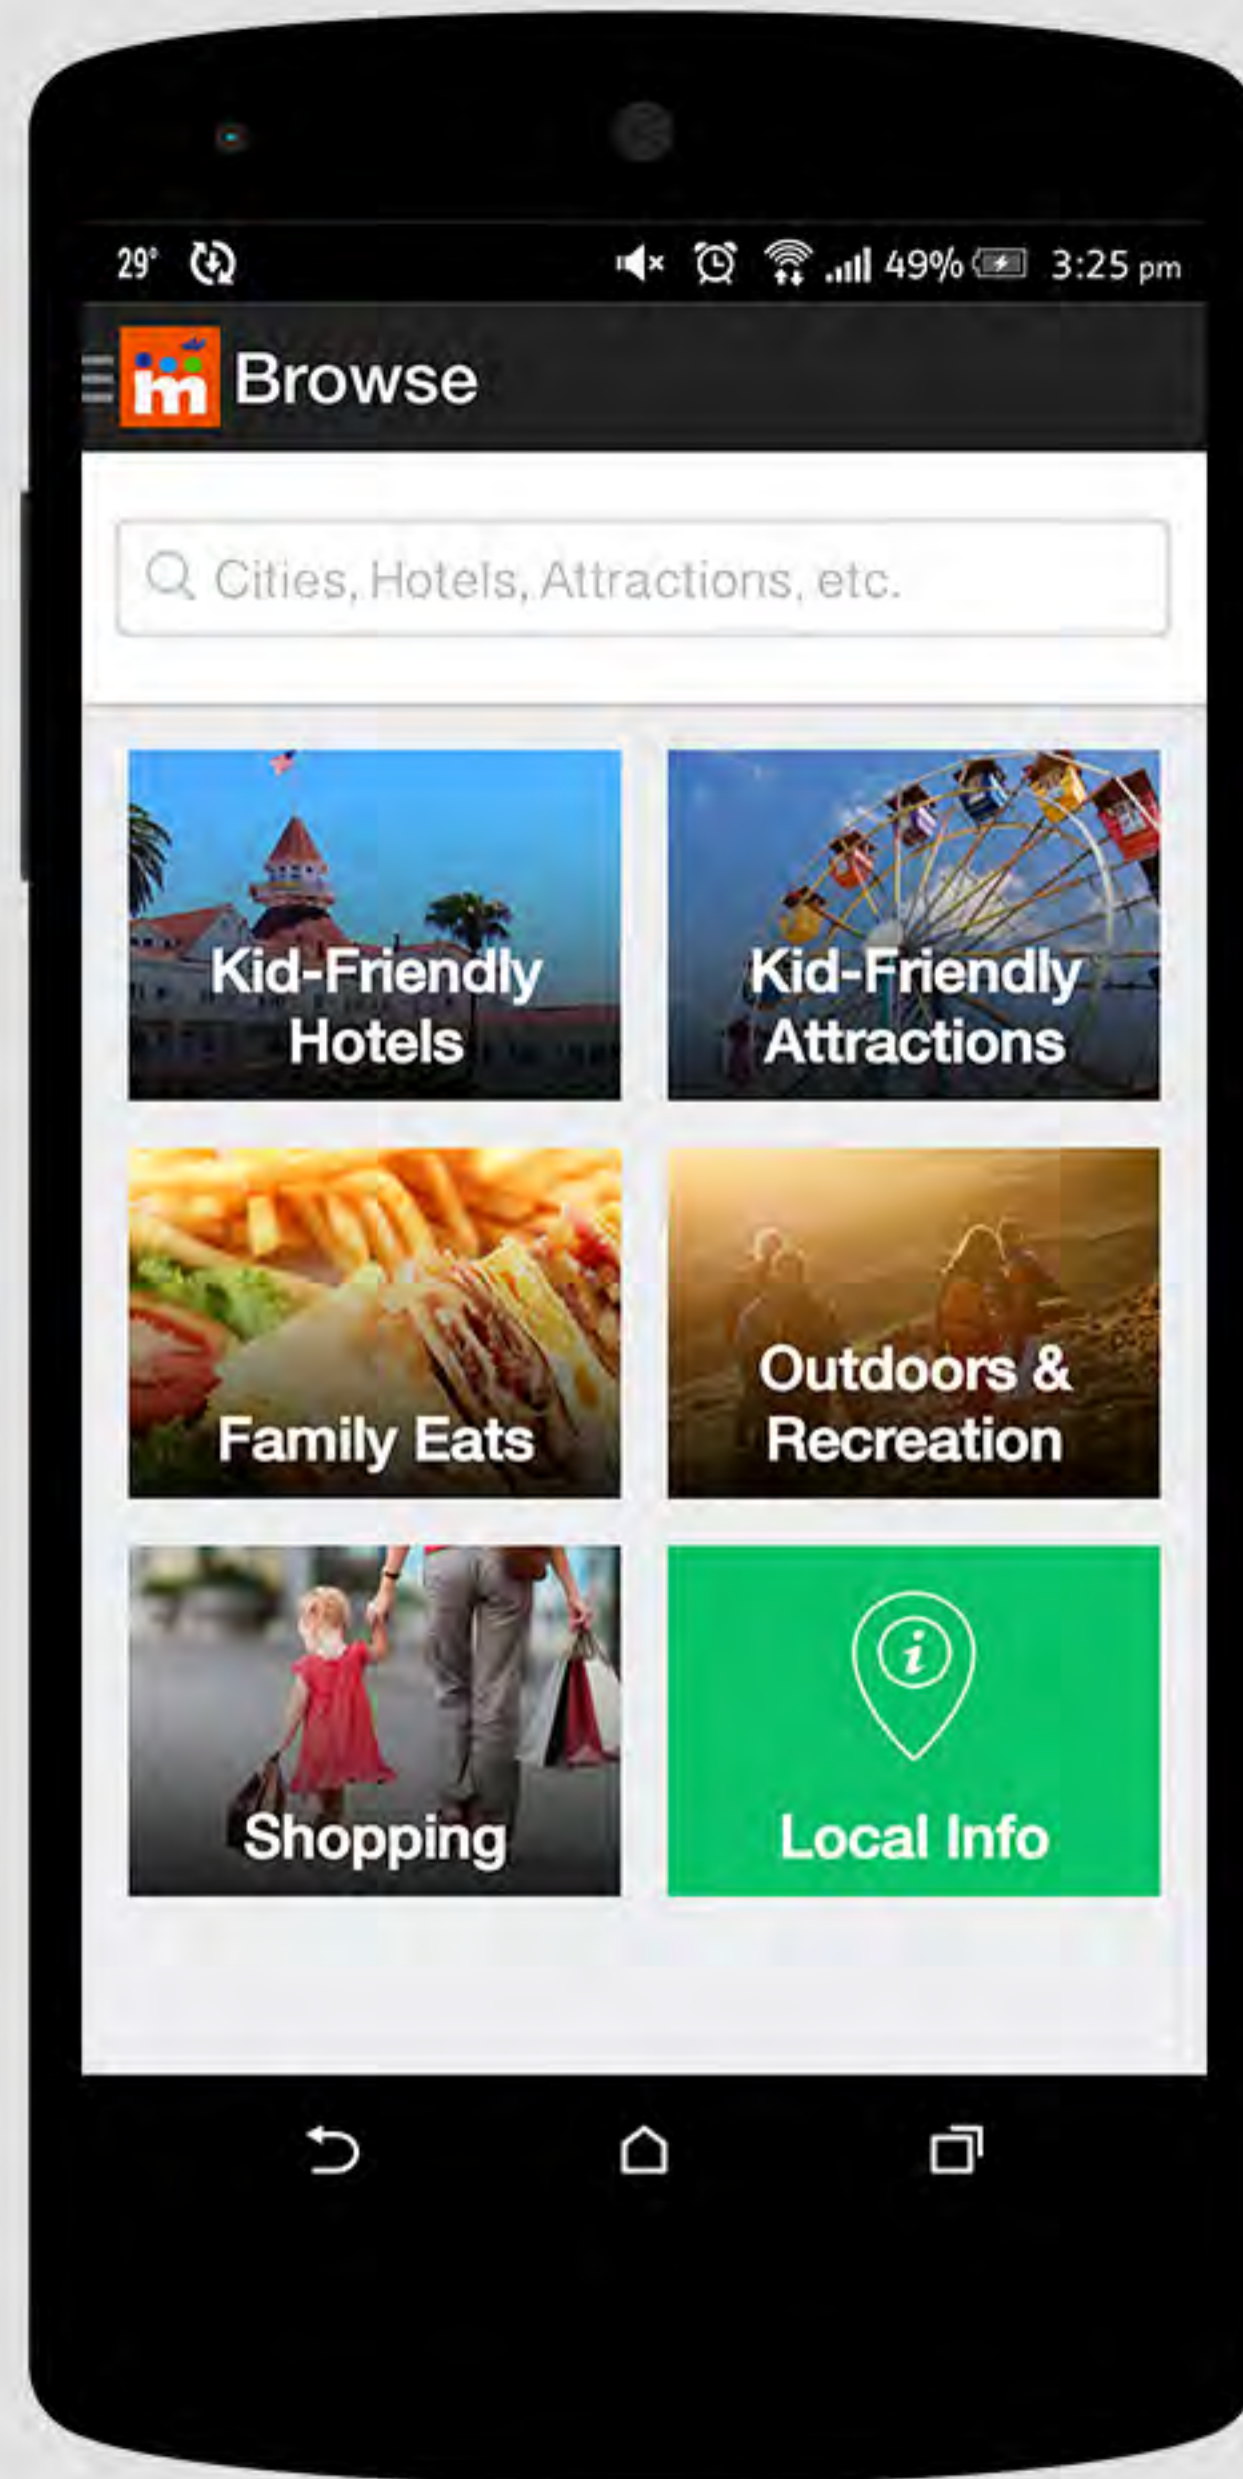 29°
49% 3:25 pm
m Browse
Cities, Hotels, Attractions, etc.
Kid-Friendly
Hotels
Kid-Friendly
Attractions
Family Eats
Outdoors &
Recreation
Shopping
i
Local Info